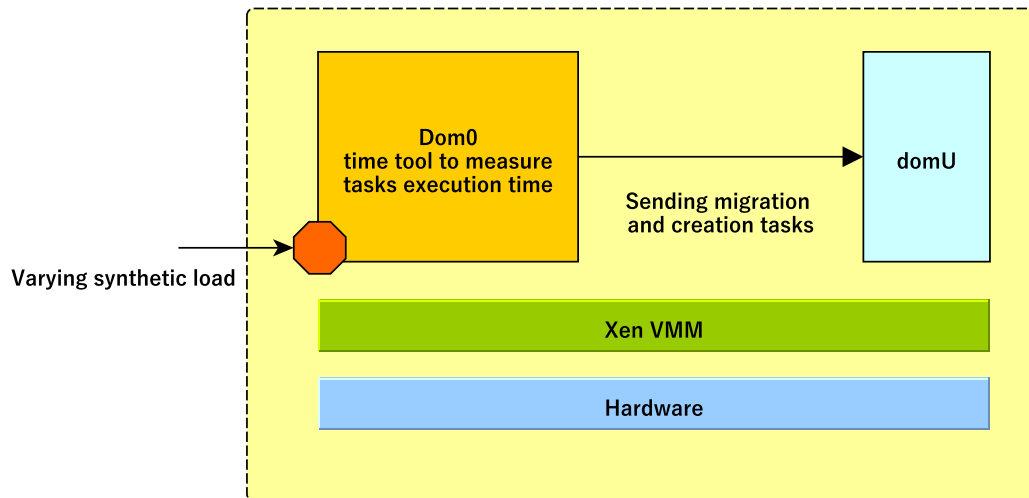 Dom0
time tool to measure
tasks execution time
domU
Sending migration
and creation tasks
Varying synthetic load
Xen VMM
Hardware